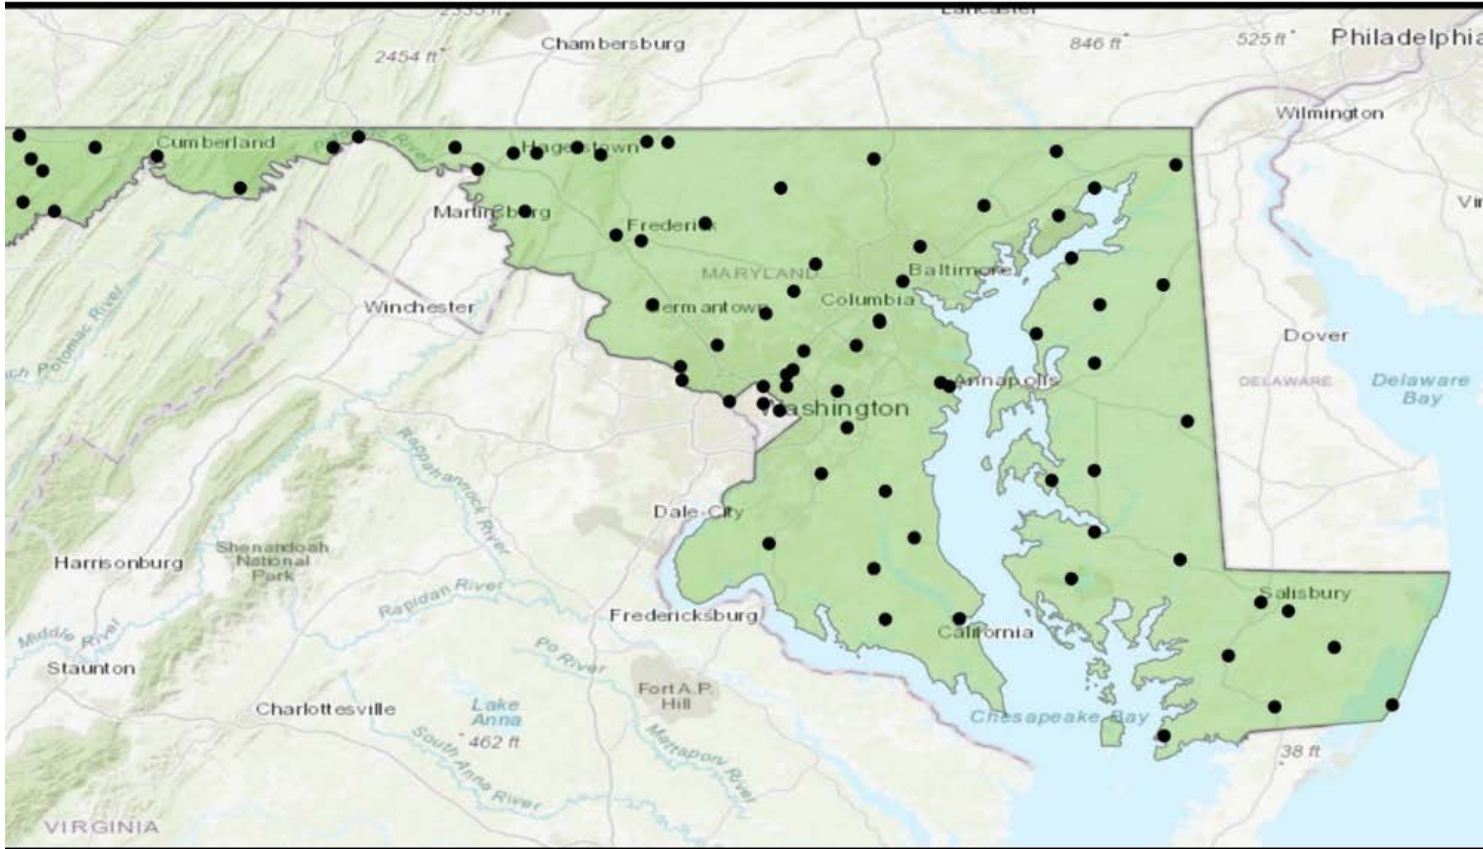 2335 ft
Lancaster
Chambersburg
846 ft
525 ft
Philadelphia
2454 ft
Wilmington
Cumberland
Potomac River
Hagerstown
Martinsburg
Frederick
MARYLAND
Baltimore
Winchester
Germantown
Columbia
Dover
Annapolis
DELAWARE
Delaware
Bay
Washington
Rappahannock River
Dale-City
Harrisonburg
Shenandoah
National
Park
Rapidan River
Fredericksburg
Salisbury
California
Middle River
Po River
Staunton
Fort A.P.
Hill
Charlottesville
Lake
Anna
462 ft
Chesapeake Bay
South Anna River
Mattaponi River
38 ft
VIRGINIA